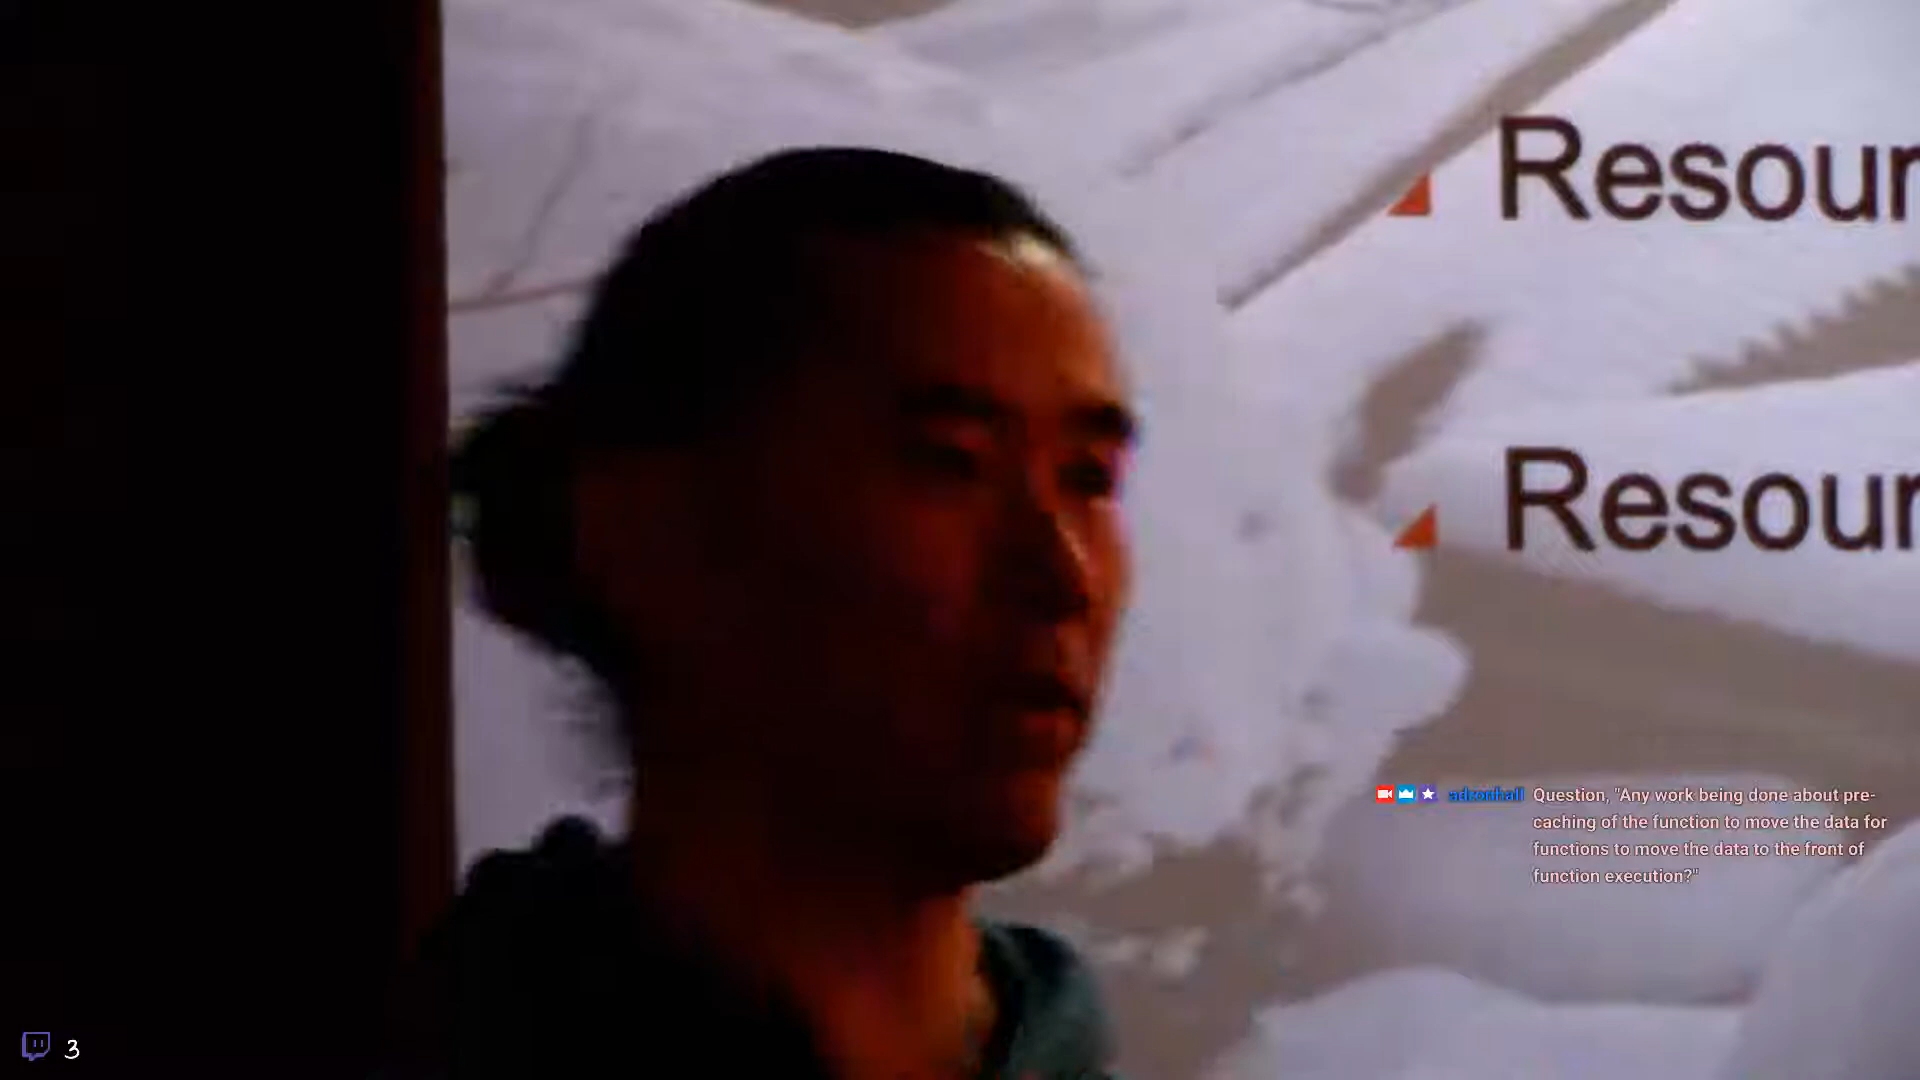 Resour
Resour
adzonhall Question, "Any work being done about pre-
caching of the function to move the data for
functions to move the data to the front of
function execution?"
3